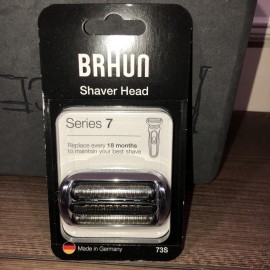 BRAUN
Shaver Head
Series 7
Replace every 18 months
to maintain your best shave
Made in Germany
73S